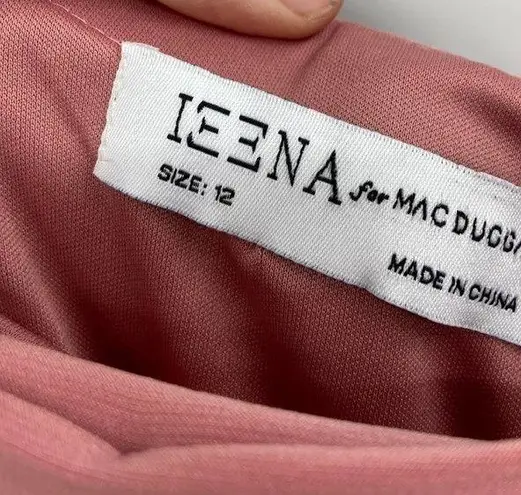 IEENA for MAC DUGGA
SIZE: 12
MADE IN CHINA